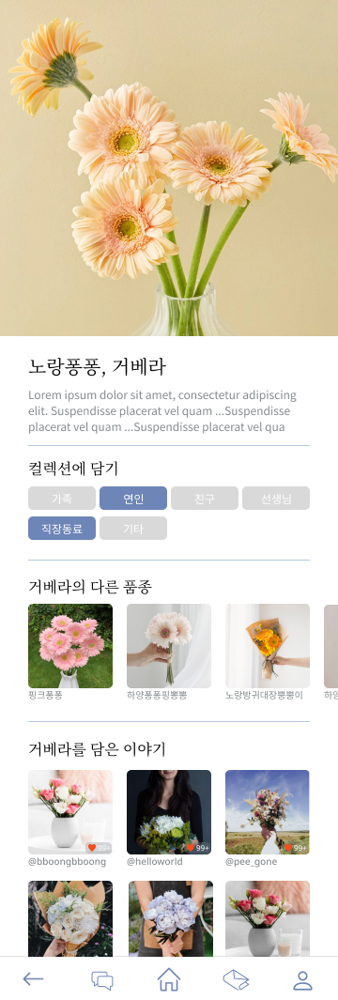 노랑퐁퐁, 거베라
Lorem ipsum dolor sit amet, consectetur adipiscing
elit. Suspendisse placerat vel quam ...Suspendisse
placerat vel quam ...Suspendisse placerat vel qua
컬렉션에 담기
가족 연인 친구 선생님
직장동료 기타
거베라의 다른 품종
핑크퐁퐁 하양퐁퐁핑뿡뿡 노랑방귀대장뿡뿡이 하양
거베라를 담은 이야기
99+ 99+ 99+
@bboongbboong @helloworld @pee_gone